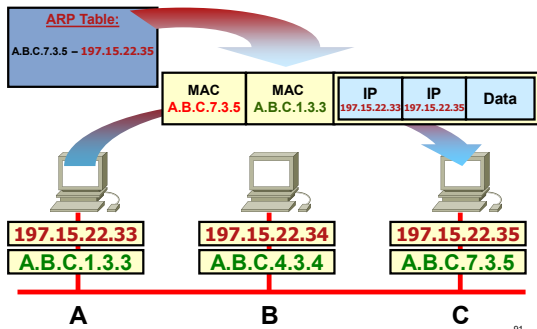 ARP Table:
A.B.C.7.3.5 – 197.15.22.35
MAC
A.B.C.7.3.5
MAC
A.B.C.1.3.3
IP
197.15.22.33
IP
197.15.22.35
Data
197.15.22.33
197.15.22.34
197.15.22.35
A.B.C.1.3.3
A.B.C.4.3.4
A.B.C.7.3.5
A
B
C